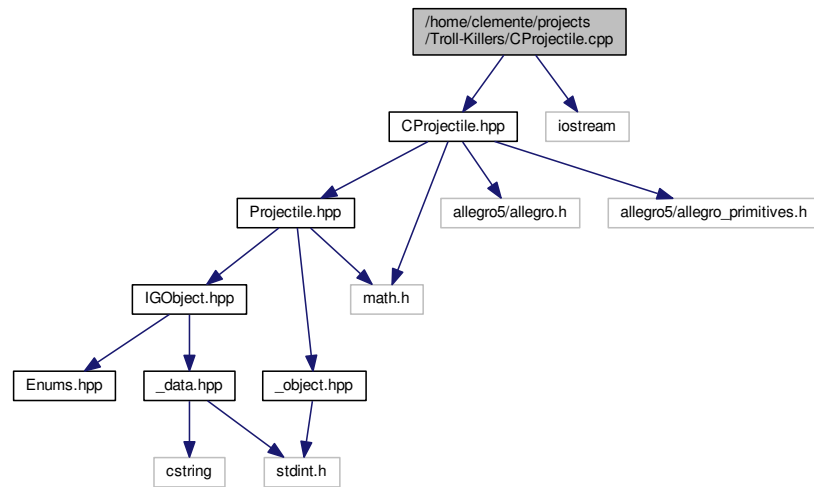 /home/clemente/projects
/Troll-Killers/CProjectile.cpp
CProjectile.hpp
iostream
Projectile.hpp
allegro5/allegro.h
allegro5/allegro_primitives.h
IGObject.hpp
math.h
Enums.hpp
_data.hpp
_object.hpp
cstring
stdint.h